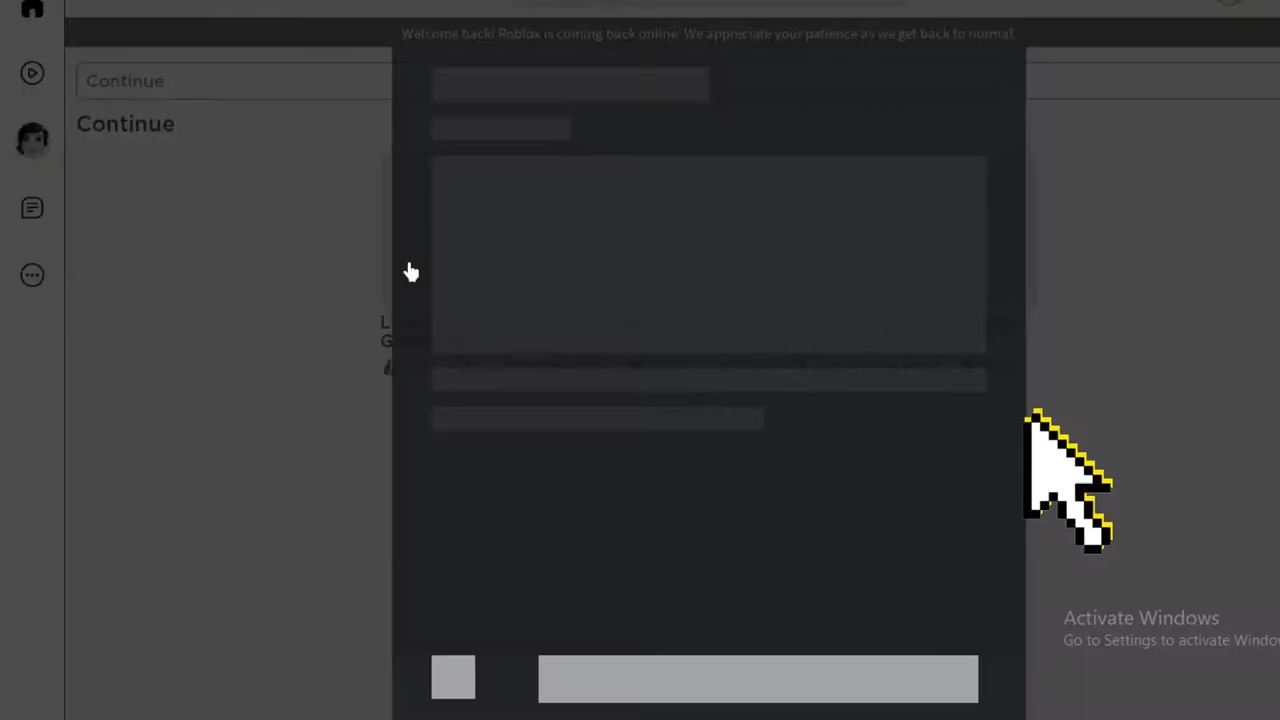 Welcome back! Roblox is coming back online. We appreciate your patience as we get back to normal.
Continue
Continue
L
G
Activate Windows
Go to Settings to activate Windo